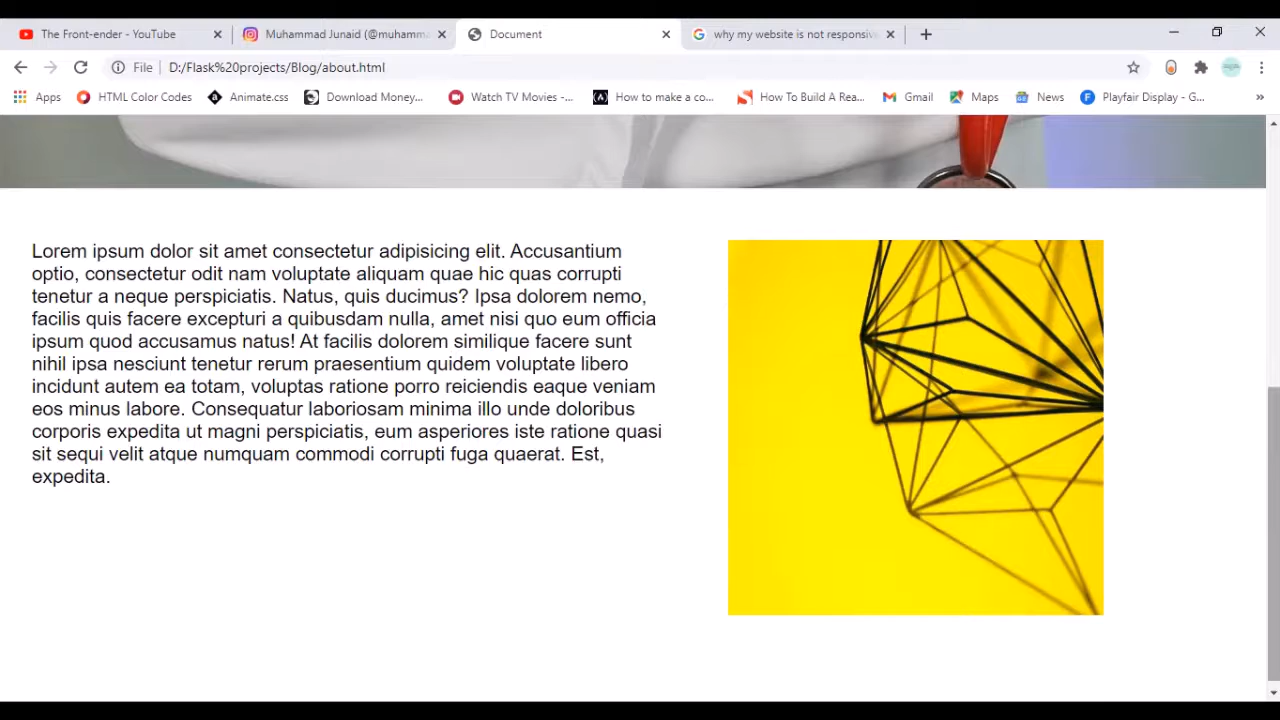 The Front-ender - YouTube
Muhammad Junaid (@muhamma
Document
why my website is not responsive
File
D:/Flask%20projects/Blog/about.html
Apps
HTML Color Codes
Animate.css
Download Money...
Watch TV Movies -...
How to make a co...
How To Build A Rea...
Gmail
Maps
News
Playfair Display - G...
»
Lorem ipsum dolor sit amet consectetur adipisicing elit. Accusantium
optio, consectetur odit nam voluptate aliquam quae hic quas corrupti
tenetur a neque perspiciatis. Natus, quis ducimus? Ipsa dolorem nemo,
facilis quis facere excepturi a quibusdam nulla, amet nisi quo eum officia
ipsum quod accusamus natus! At facilis dolorem similique facere sunt
nihil ipsa nesciunt tenetur rerum praesentium quidem voluptate libero
incidunt autem ea totam, voluptas ratione porro reiciendis eaque veniam
eos minus labore. Consequatur laboriosam minima illo unde doloribus
corporis expedita ut magni perspiciatis, eum asperiores iste ratione quasi
sit sequi velit atque numquam commodi corrupti fuga quaerat. Est,
expedita.